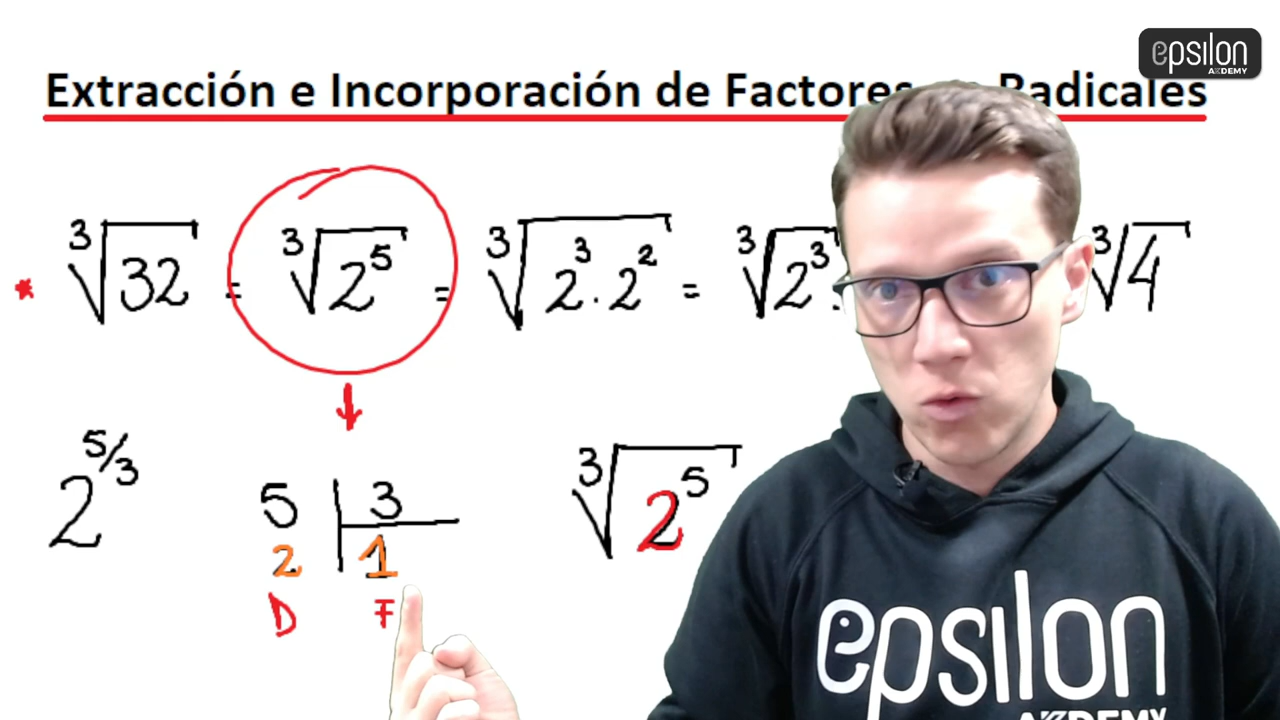 epsilon
AKDEMY
Extracción e Incorporación de Factores Radicales
* ∛32 = ∛2⁵ = ∛2³·2² = ∛2³ ∛4
2^5/3
5 | 3
2 | 1
D F
∛2⁵
epsilon